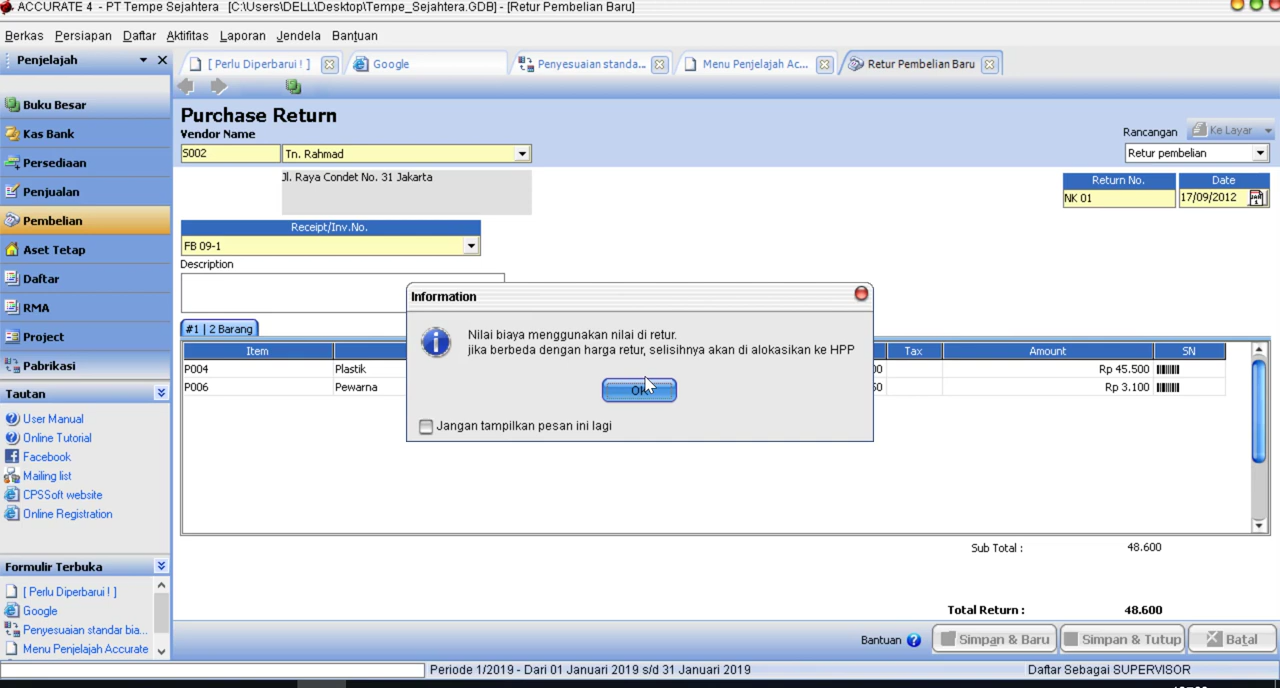 ACCURATE 4 - PT Tempe Sejahtera [C:\Users\DELL\Desktop\Tempe_Sejahtera.GDB] - [Retur Pembelian Baru]
Berkas Persiapan Daftar Aktifitas Laporan Jendela Bantuan
Penjelajah
[ Perlu Diperbarui ! ] Google Penyesuaian standa... Menu Penjelajah Ac... Retur Pembelian Baru
Buku Besar
Kas Bank
Persediaan
Penjualan
Pembelian
Aset Tetap
Daftar
RMA
Project
Pabrikasi
Tautan
User Manual
Online Tutorial
Facebook
Mailing list
CPSSoft website
Online Registration
Formulir Terbuka
[ Perlu Diperbarui ! ]
Google
Penyesuaian standar bia...
Menu Penjelajah Accurate
Purchase Return
Vendor Name
S002 Tn. Rahmad
Jl. Raya Condet No. 31 Jakarta
Rancangan Ke Layar
Retur pembelian
Return No. Date
NK 01 17/09/2012
Receipt/Inv.No.
FB 09-1
Description
#1 | 2 Barang
Item Tax Amount SN
P004 Plastik Rp 45.500
P006 Pewarna Rp 3.100
Information
Nilai biaya menggunakan nilai di retur.
jika berbeda dengan harga retur, selisihnya akan di alokasikan ke HPP
OK
Jangan tampilkan pesan ini lagi
Sub Total : 48.600
Total Return : 48.600
Bantuan Simpan & Baru Simpan & Tutup Batal
Periode 1/2019 - Dari 01 Januari 2019 s/d 31 Januari 2019 Daftar Sebagai SUPERVISOR